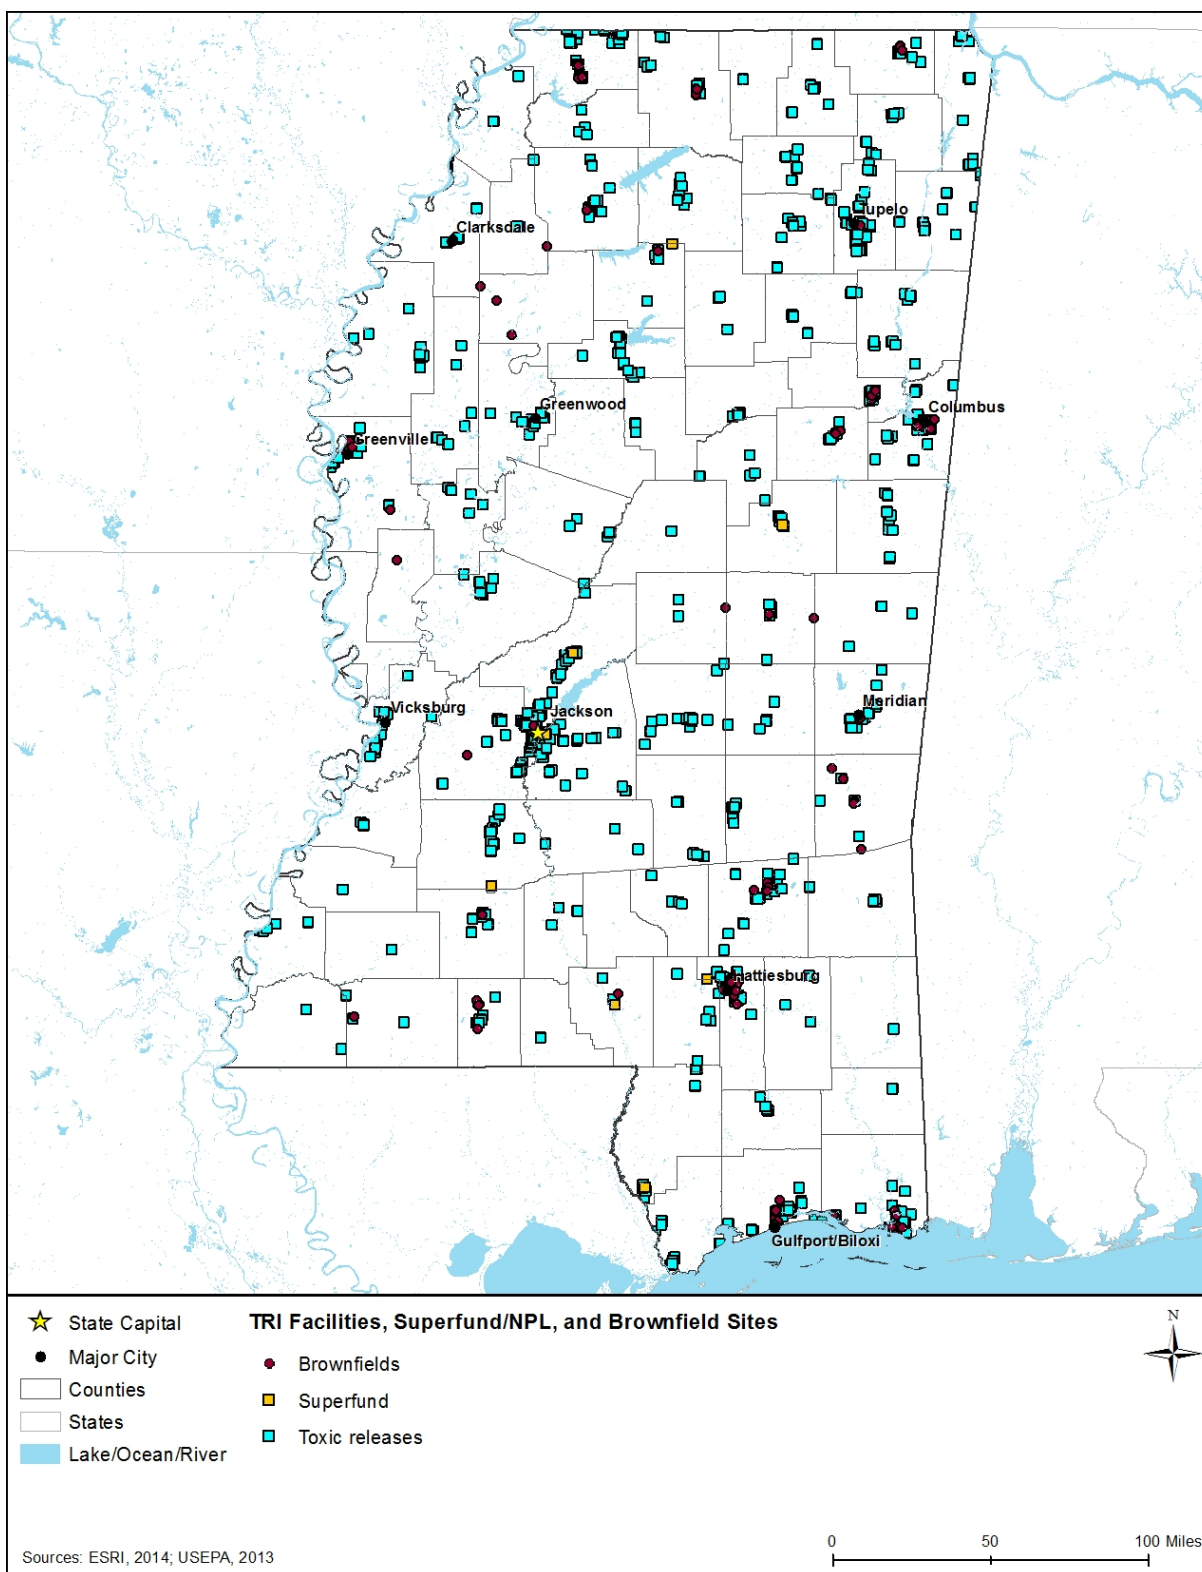 Tupelo
Clarksdale
Greenwood
Columbus
Greenville
Vicksburg
Jackson
Meridian
Hattiesburg
Gulfport/Biloxi
State Capital
Major City
Counties
States
Lake/Ocean/River
TRI Facilities, Superfund/NPL, and Brownfield Sites
Brownfields
Superfund
Toxic releases
N
Sources: ESRI, 2014; USEPA, 2013
0 50 100 Miles